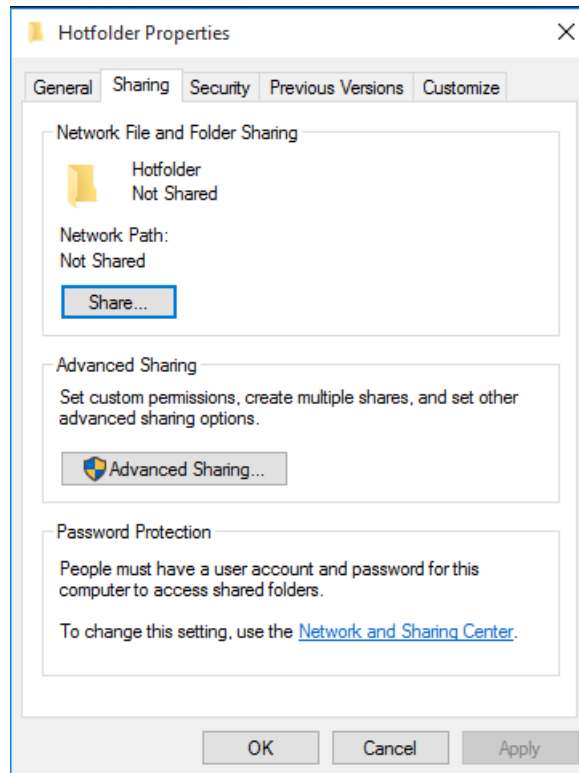 Hotfolder Properties
General Sharing Security Previous Versions Customize
Network File and Folder Sharing
Hotfolder
Not Shared
Network Path:
Not Shared
Share...
Advanced Sharing
Set custom permissions, create multiple shares, and set other
advanced sharing options.
Advanced Sharing...
Password Protection
People must have a user account and password for this
computer to access shared folders.
To change this setting, use the Network and Sharing Center.
OK Cancel Apply